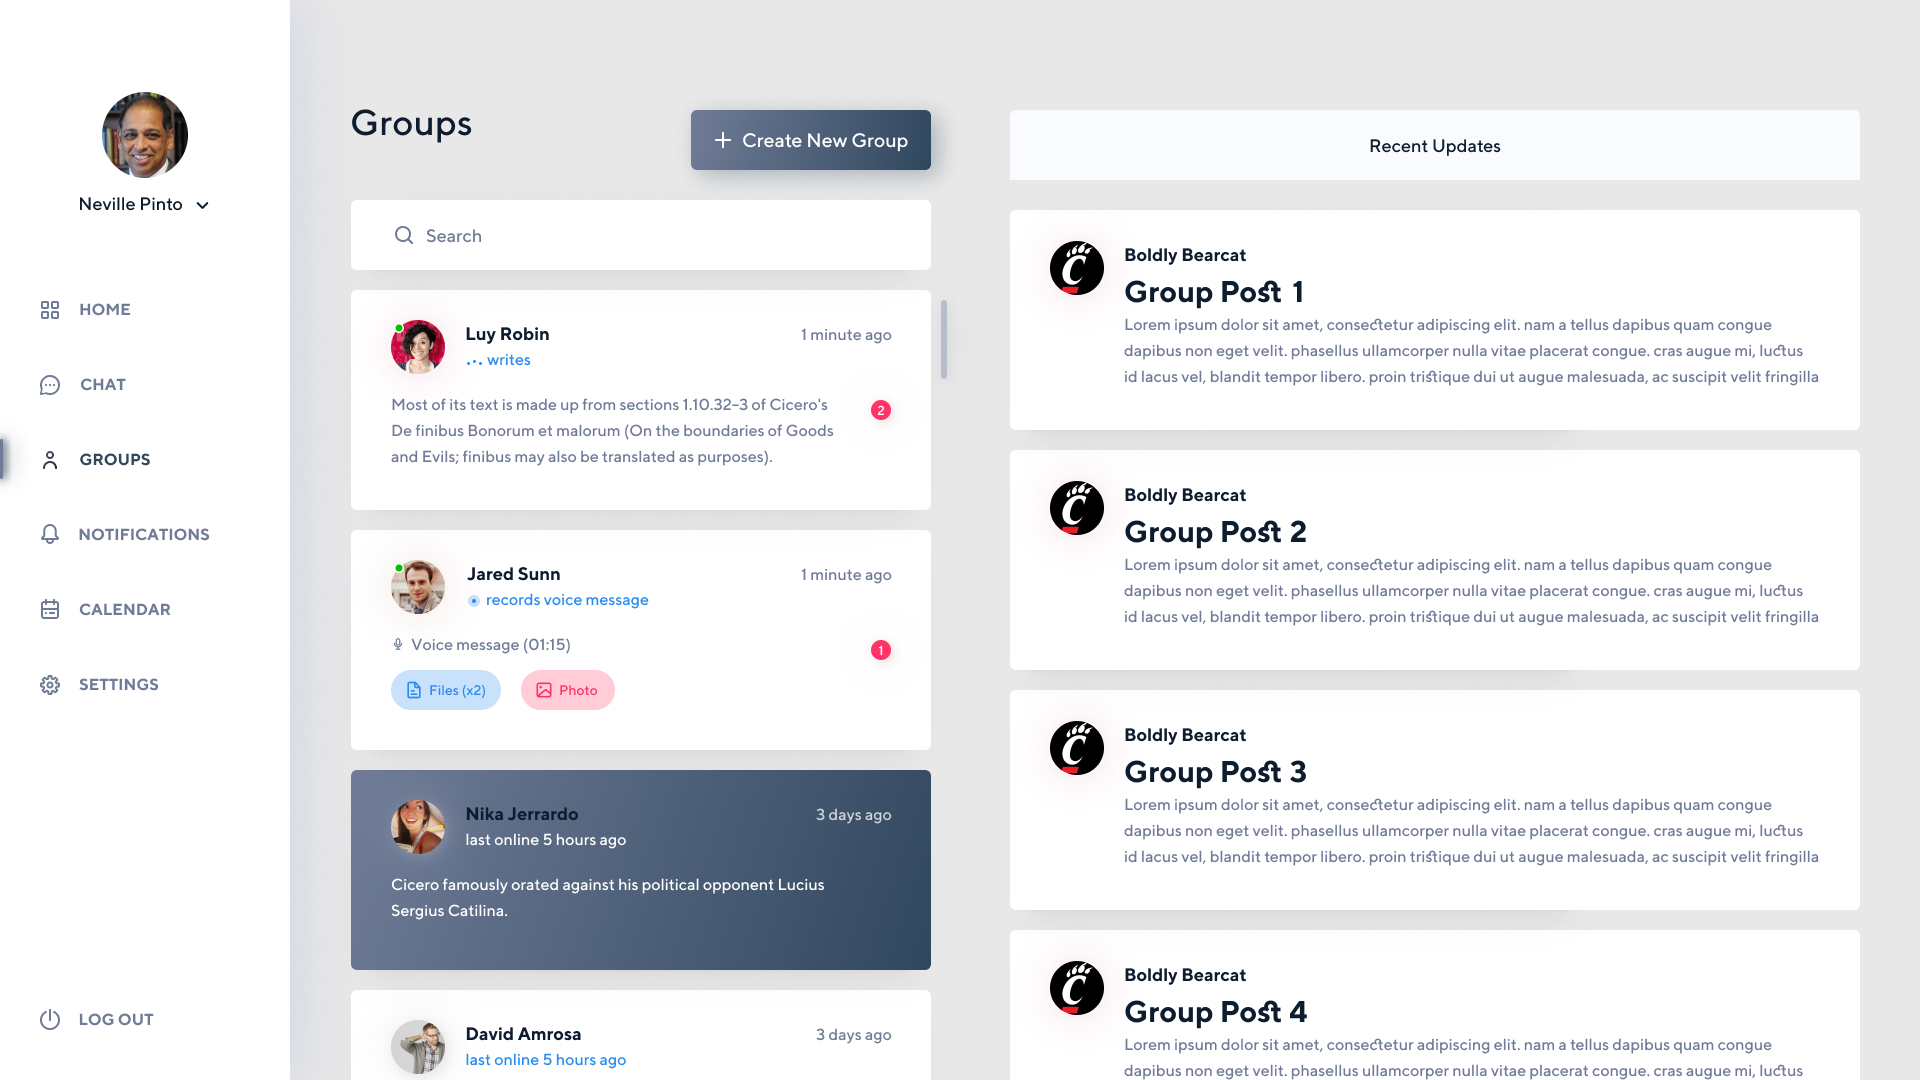 Neville Pinto
HOME
CHAT
GROUPS
NOTIFICATIONS
CALENDAR
SETTINGS
LOG OUT
Groups
Create New Group
Search
Luy Robin
1 minute ago
writes
Most of its text is made up from sections 1.10.32–3 of Cicero's
De finibus Bonorum et malorum (On the boundaries of Goods
and Evils; finibus may also be translated as purposes).
2
Jared Sunn
1 minute ago
records voice message
Voice message (01:15)
1
Files (x2)
Photo
Nika Jerrardo
3 days ago
last online 5 hours ago
Cicero famously orated against his political opponent Lucius
Sergius Catilina.
David Amrosa
3 days ago
last online 5 hours ago
Recent Updates
C
Boldly Bearcat
Group Post 1
Lorem ipsum dolor sit amet, consectetur adipiscing elit. nam a tellus dapibus quam congue
dapibus non eget velit. phasellus ullamcorper nulla vitae placerat congue. cras augue mi, luctus
id lacus vel, blandit tempor libero. proin tristique dui ut augue malesuada, ac suscipit velit fringilla
C
Boldly Bearcat
Group Post 2
Lorem ipsum dolor sit amet, consectetur adipiscing elit. nam a tellus dapibus quam congue
dapibus non eget velit. phasellus ullamcorper nulla vitae placerat congue. cras augue mi, luctus
id lacus vel, blandit tempor libero. proin tristique dui ut augue malesuada, ac suscipit velit fringilla
C
Boldly Bearcat
Group Post 3
Lorem ipsum dolor sit amet, consectetur adipiscing elit. nam a tellus dapibus quam congue
dapibus non eget velit. phasellus ullamcorper nulla vitae placerat congue. cras augue mi, luctus
id lacus vel, blandit tempor libero. proin tristique dui ut augue malesuada, ac suscipit velit fringilla
C
Boldly Bearcat
Group Post 4
Lorem ipsum dolor sit amet, consectetur adipiscing elit. nam a tellus dapibus quam congue
dapibus non eget velit. phasellus ullamcorper nulla vitae placerat congue. cras augue mi, luctus